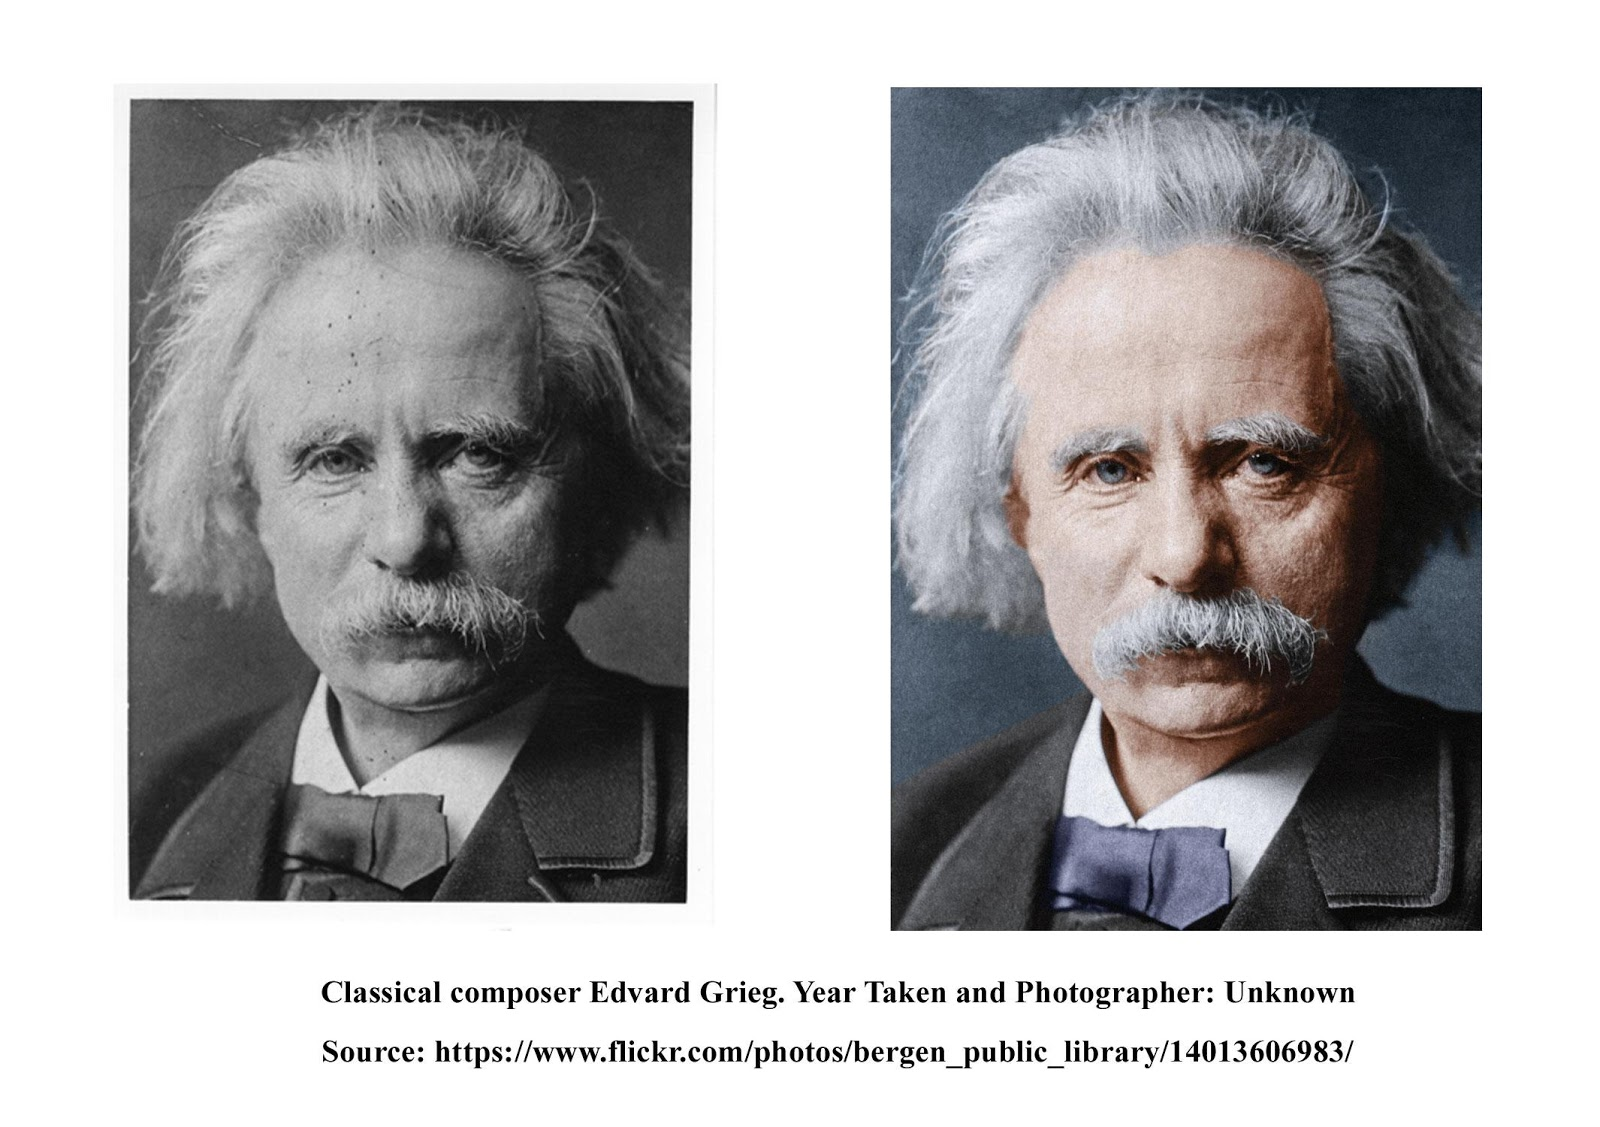 Classical composer Edvard Grieg. Year Taken and Photographer: Unknown
Source: https://www.flickr.com/photos/bergen_public_library/14013606983/